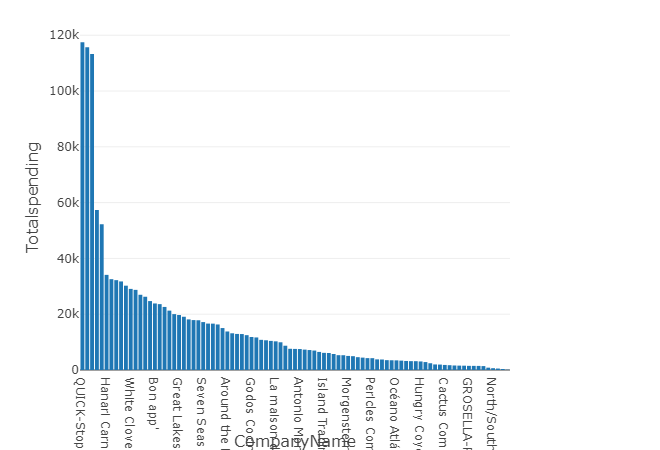 120k
100k
80k
60k
40k
20k
0
Totalspending
QUICK-Stop
Hanari Carn
White Clove
Bon app'
Great Lakes
Seven Seas
Around the
Godos Co
La maison
Antonio M
Island Trad
Morgenste
Pericles Com
Océano Atlá
Hungry Coy
Cactus Com
GROSELLA-
North/South
CompanyName